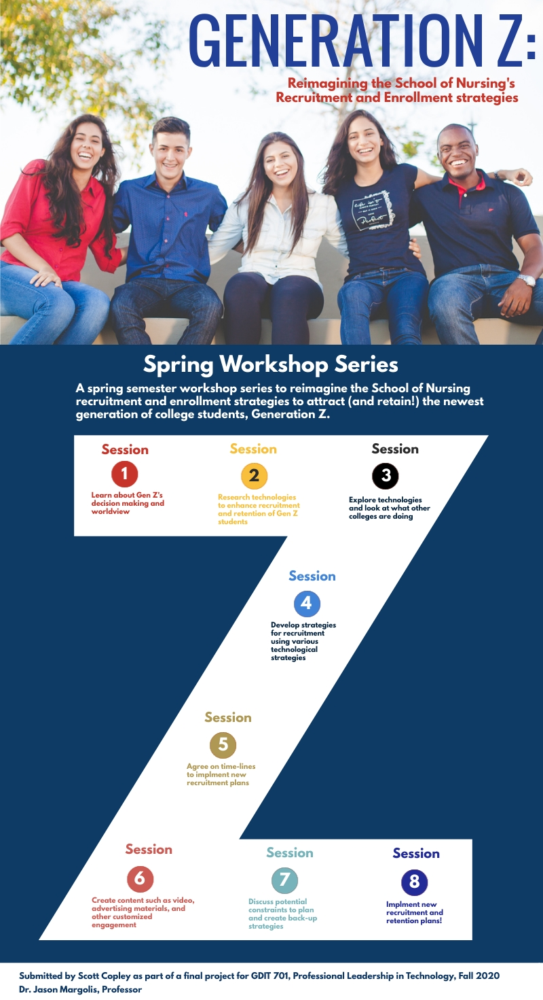 GENERATION Z:
Reimagining the School of Nursing's
Recruitment and Enrollment strategies
life isn't
Perfect
Spring Workshop Series
A spring semester workshop series to reimagine the School of Nursing
recruitment and enrollment strategies to attract (and retain!) the newest
generation of college students, Generation Z.
Session
1
Learn about Gen Z's
decision making and
worldview
Session
2
Research technologies
to enhance recruitment
and retention of Gen Z
students
Session
3
Explore technologies
and look at what other
colleges are doing
Session
4
Develop strategies
for recruitment
using various
technological
strategies
Session
5
Agree on time-lines
to implment new
recruitment plans
Session
6
Create content such as video,
advertising materials, and
other customized
engagement
Session
7
Discuss potential
constraints to plan
and create back-up
strategies
Session
8
Implment new
recruitment and
retention plans!
Submitted by Scott Copley as part of a final project for GDIT 701, Professional Leadership in Technology, Fall 2020
Dr. Jason Margolis, Professor